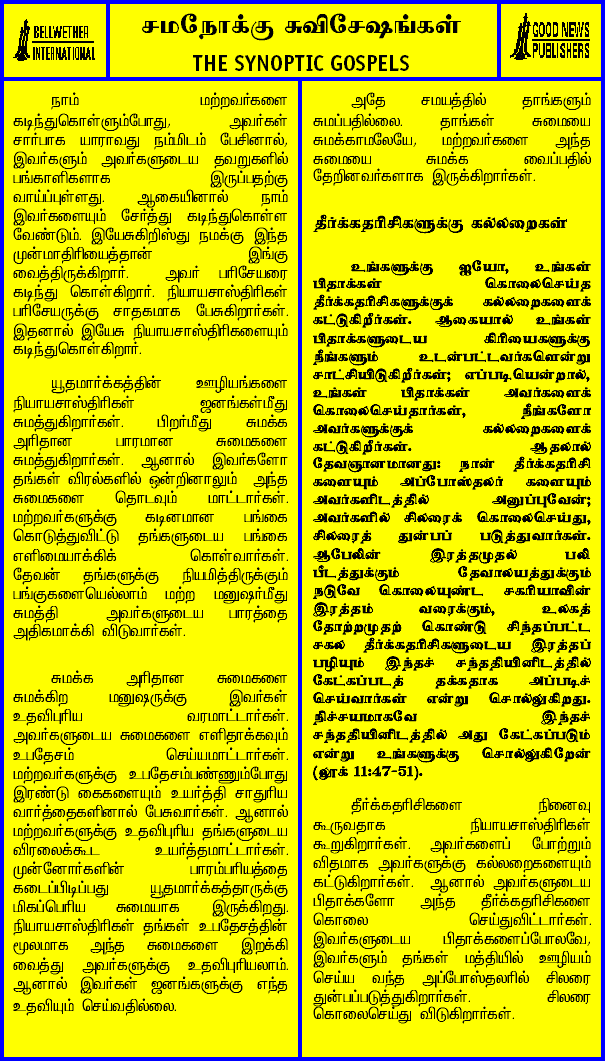 BELLWETHER
INTERNATIONAL
சமநோக்கு சுவிசேஷங்கள்
THE SYNOPTIC GOSPELS
GOOD NEWS
PUBLISHERS
நாம் மற்றவர்களை
கடிந்துகொள்ளும்போது, அவர்கள்
சார்பாக யாராவது நம்மிடம் பேசினால்,
இவர்களும் அவர்களுடைய தவறுகளில்
பங்காளிகளாக இருப்பதற்கு
வாய்ப்புள்ளது. ஆகையினால் நாம்
இவர்களையும் சேர்த்து கடிந்துகொள்ள
வேண்டும். இயேசுகிறிஸ்து நமக்கு இந்த
முன்மாதிரியைத்தான் இங்கு
வைத்திருக்கிறார். அவர் பரிசேயரை
கடிந்து கொள்கிறார். நியாயசாஸ்திரிகள்
பரிசேயருக்கு சாதகமாக பேசுகிறார்கள்.
இதனால் இயேசு நியாயசாஸ்திரிகளையும்
கடிந்துகொள்கிறார்.
யூதமார்க்கத்தின் ஊழியங்களை
நியாயசாஸ்திரிகள் ஜனங்கள்மீது
சுமத்துகிறார்கள். பிறர்மீது சுமக்க
அரிதான பாரமான சுமைகளை
சுமத்துகிறார்கள். ஆனால் இவர்களோ
தங்கள் விரல்களில் ஒன்றினாலும் அந்த
சுமைகளை தொடவும் மாட்டார்கள்.
மற்றவர்களுக்கு கடினமான பங்கை
கொடுத்துவிட்டு தங்களுடைய பங்கை
எளிமையாக்கிக் கொள்வார்கள்.
தேவன் தங்களுக்கு நியமித்திருக்கும்
பங்குகளையெல்லாம் மற்ற மனுஷர்மீது
சுமத்தி அவர்களுடைய பாரத்தை
அதிகமாக்கி விடுவார்கள்.
சுமக்க அரிதான சுமைகளை
சுமக்கிற மனுஷருக்கு இவர்கள்
உதவிபுரிய வரமாட்டார்கள்.
அவர்களுடைய சுமைகளை எளிதாக்கவும்
உபதேசம் செய்யமாட்டார்கள்.
மற்றவர்களுக்கு உபதேசம்பண்ணும்போது
இரண்டு கைகளையும் உயர்த்தி சாதுரிய
வார்த்தைகளினால் பேசுவார்கள். ஆனால்
மற்றவர்களுக்கு உதவிபுரிய தங்களுடைய
விரலைக்கூட உயர்த்தமாட்டார்கள்.
முன்னோர்களின் பாரம்பரியத்தை
கடைப்பிடிப்பது யூதமார்க்கத்தாருக்கு
மிகப்பெரிய சுமையாக இருக்கிறது.
நியாயசாஸ்திரிகள் தங்கள் உபதேசத்தின்
மூலமாக அந்த சுமைகளை இறக்கி
வைத்து அவர்களுக்கு உதவிபுரியலாம்.
ஆனால் இவர்கள் ஜனங்களுக்கு எந்த
உதவியும் செய்வதில்லை.
அதே சமயத்தில் தாங்களும்
சுமப்பதில்லை. தாங்கள் சுமையை
சுமக்காமலேயே, மற்றவர்களை அந்த
சுமையை சுமக்க வைப்பதில்
தேறினவர்களாக இருக்கிறார்கள்.
தீர்க்கதரிசிகளுக்கு கல்லறைகள்
உங்களுக்கு ஐயோ, உங்கள்
பிதாக்கள் கொலைசெய்த
தீர்க்கதரிசிகளுக்குக் கல்லறைகளைக்
கட்டுகிறீர்கள். ஆகையால் உங்கள்
பிதாக்களுடைய கிரியைகளுக்கு
நீங்களும் உடன்பட்டவர்களென்று
சாட்சியிடுகிறீர்கள்; எப்படியென்றால்,
உங்கள் பிதாக்கள் அவர்களைக்
கொலைசெய்தார்கள், நீங்களோ
அவர்களுக்குக் கல்லறைகளைக்
கட்டுகிறீர்கள். ஆதலால்
தேவஞானமானது: நான் தீர்க்கதரிசி
களையும் அப்போஸ்தலர் களையும்
அவர்களிடத்தில் அனுப்புவேன்;
அவர்களில் சிலரைக் கொலைசெய்து,
சிலரைத் துன்பப் படுத்துவார்கள்.
ஆபேலின் இரத்தமுதல் பலி
பீடத்துக்கும் தேவாலயத்துக்கும்
நடுவே கொலையுண்ட சகரியாவின்
இரத்தம் வரைக்கும், உலகத்
தோற்றமுதற் கொண்டு சிந்தப்பட்ட
சகல தீர்க்கதரிசிகளுடைய இரத்தப்
பழியும் இந்தச் சந்ததியினிடத்தில்
கேட்கப்படத் தக்கதாக அப்படிச்
செய்வார்கள் என்று சொல்லுகிறது.
நிச்சயமாகவே இந்தச்
சந்ததியினிடத்தில் அது கேட்கப்படும்
என்று உங்களுக்கு சொல்லுகிறேன்
(லூக் 11:47-51).
தீர்க்கதரிசிகளை நினைவு
கூருவதாக நியாயசாஸ்திரிகள்
கூறுகிறார்கள். அவர்களைப் போற்றும்
விதமாக அவர்களுக்கு கல்லறைகளையும்
கட்டுகிறார்கள். ஆனால் அவர்களுடைய
பிதாக்களோ அந்த தீர்க்கதரிசிகளை
கொலை செய்துவிட்டார்கள்.
இவர்களுடைய பிதாக்களைப்போலவே,
இவர்களும் தங்கள் மத்தியில் ஊழியம்
செய்ய வந்த அப்போஸ்தலரில் சிலரை
துன்பப்படுத்துகிறார்கள். சிலரை
கொலைசெய்து விடுகிறார்கள்.